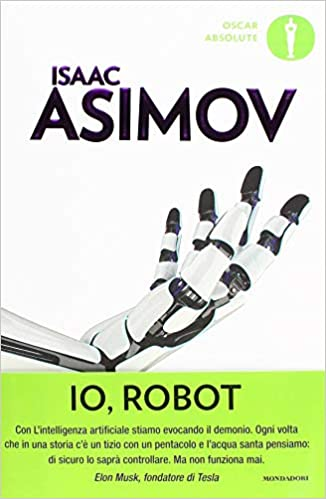 OSCAR
ABSOLUTE
ISAAC
ASIMOV
IO, ROBOT
Con L'intelligenza artificiale stiamo evocando il demonio. Ogni volta
che in una storia c'è un tizio con un pentacolo e l'acqua santa pensiamo:
di sicuro lo saprà controllare. Ma non funziona mai.
Elon Musk, fondatore di Tesla
MONDADORI